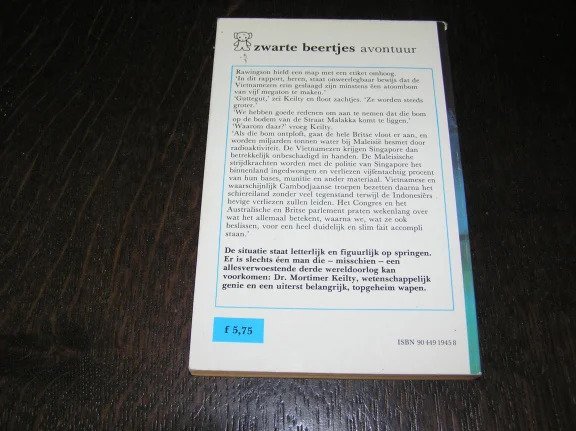 zwarte beertjes avontuur
Rawingson hield een map met een etiket omhoog.
'In dit rapport, heren, staat onweerlegbaar bewijs dat de
Vietnamezen erin geslaagd zijn minstens één atoombom
van vijf megaton te maken.'
'Guttegut,' zei Keilty en floot zachtjes. 'Ze worden steeds
groter.'
'We hebben goede redenen om aan te nemen dat die bom
op de bodem van de Straat Malakka komt te liggen.'
'Waarom daar?' vroeg Keilty.
'Als die bom ontploft, gaat de hele Britse vloot er aan, en
worden miljarden tonnen water bij Maleisië besmet door
radioaktiviteit. De Vietnamezen krijgen Singapore dan
betrekkelijk onbeschadigd in handen. De Maleisische
strijdkrachten worden met de politie van Singapore het
binnenland ingedwongen en verliezen vijfentachtig procent
van hun bases, munitie en ander materiaal. Vietnamese en
waarschijnlijk Cambodjaanse troepen bezetten daarna het
schiereiland zonder veel tegenstand terwijl de Indonesiërs
hevige verliezen zullen leiden. Het Congres en het
Australische en Britse parlement praten wekenlang over
wat het allemaal betekent, waarna we, wat ze ook
beslissen, voor een heel duidelijk en slim fait accompli
staan.'
De situatie staat letterlijk en figuurlijk op springen.
Er is slechts één man die – misschien – een
allesverwoestende derde wereldoorlog kan
voorkomen: Dr. Mortimer Keilty, wetenschappelijk
genie en een uiterst belangrijk, topgeheim wapen.
f 5,75
ISBN 90 449 1945 8